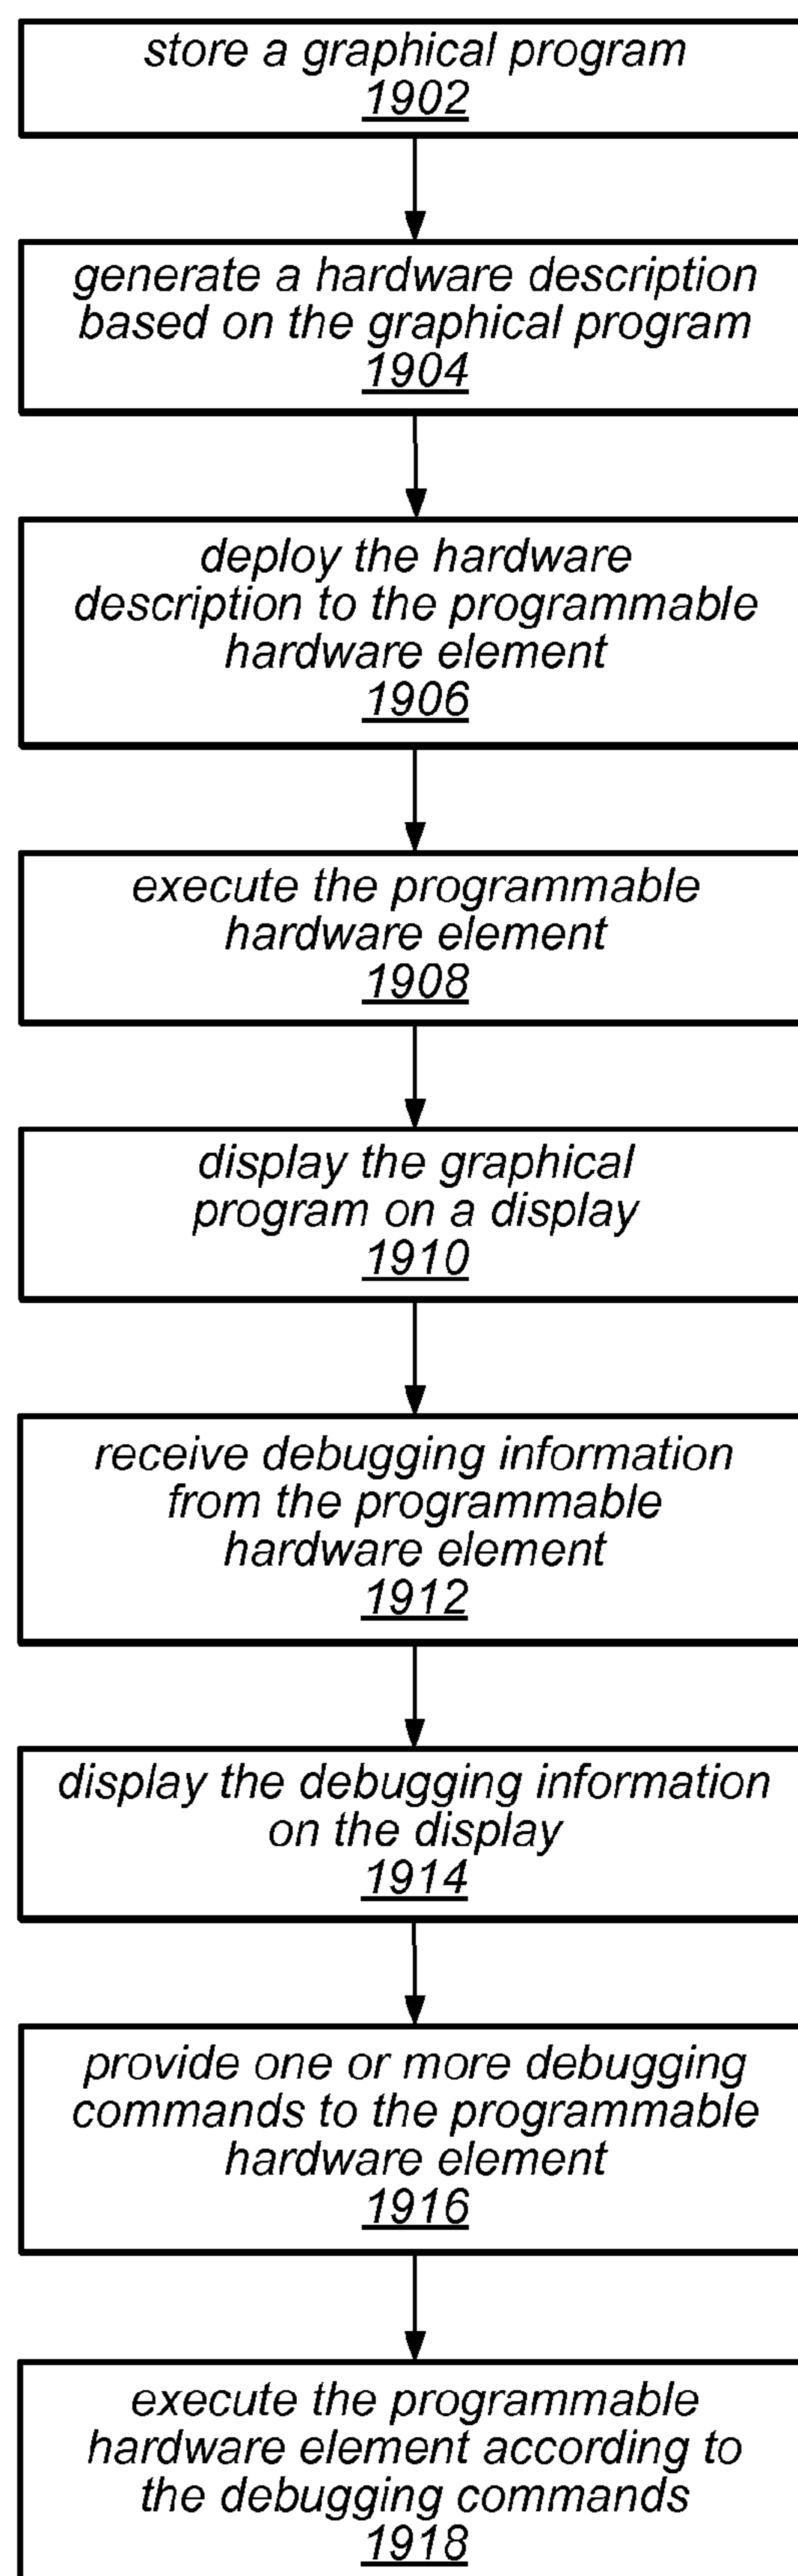 store a graphical program
1902
generate a hardware description
based on the graphical program
1904
deploy the hardware
description to the programmable
hardware element
1906
execute the programmable
hardware element
1908
display the graphical
program on a display
1910
receive debugging information
from the programmable
hardware element
1912
display the debugging information
on the display
1914
provide one or more debugging
commands to the programmable
hardware element
1916
execute the programmable
hardware element according to
the debugging commands
1918